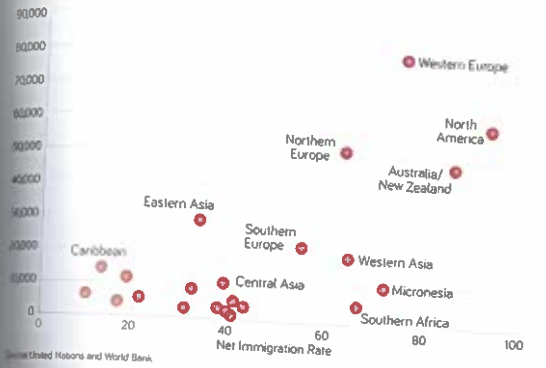 90,000
80,000
70,000
60,000
50,000
40,000
30,000
20,000
10,000
0
Western Europe
North
America
Northern
Europe
Australia/
New Zealand
Eastern Asia
Southern
Europe
Western Asia
Caribbean
Central Asia
Micronesia
Southern Africa
0
20
40
60
80
100
Net Immigration Rate
United Nations and World Bank